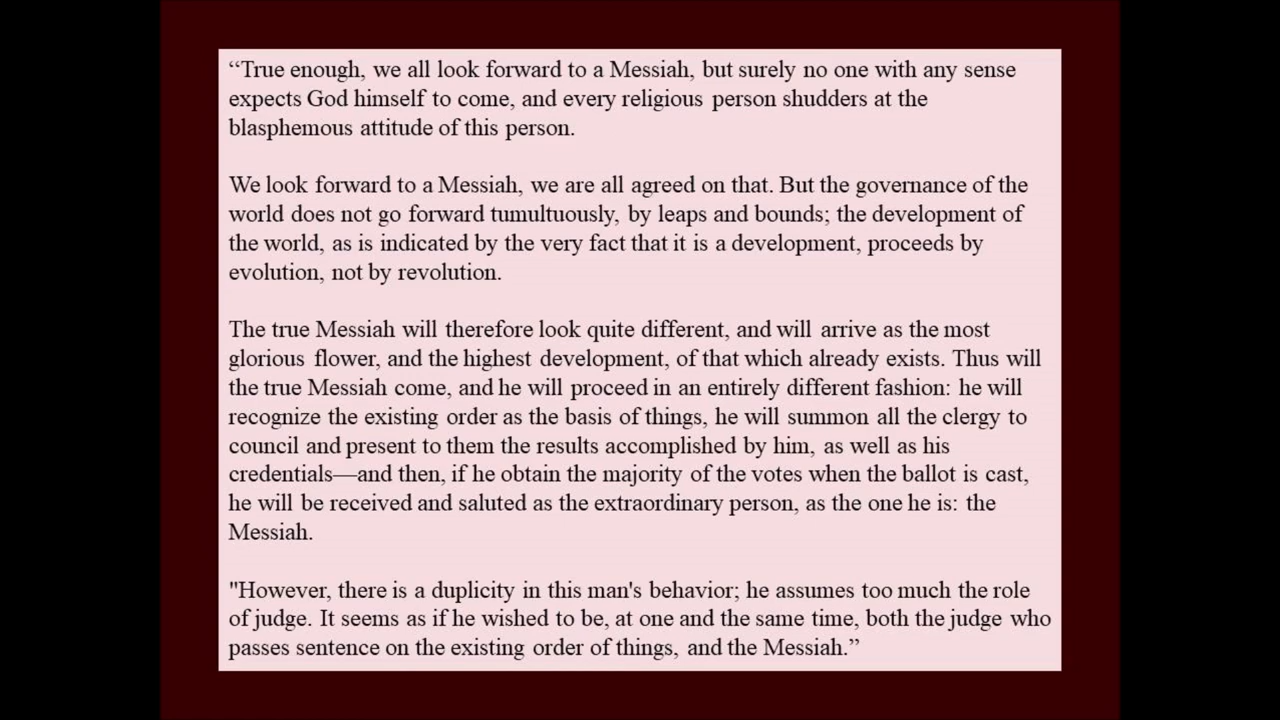 “True enough, we all look forward to a Messiah, but surely no one with any sense
expects God himself to come, and every religious person shudders at the
blasphemous attitude of this person.
We look forward to a Messiah, we are all agreed on that. But the governance of the
world does not go forward tumultuously, by leaps and bounds; the development of
the world, as is indicated by the very fact that it is a development, proceeds by
evolution, not by revolution.
The true Messiah will therefore look quite different, and will arrive as the most
glorious flower, and the highest development, of that which already exists. Thus will
the true Messiah come, and he will proceed in an entirely different fashion: he will
recognize the existing order as the basis of things, he will summon all the clergy to
council and present to them the results accomplished by him, as well as his
credentials—and then, if he obtain the majority of the votes when the ballot is cast,
he will be received and saluted as the extraordinary person, as the one he is: the
Messiah.
"However, there is a duplicity in this man's behavior; he assumes too much the role
of judge. It seems as if he wished to be, at one and the same time, both the judge who
passes sentence on the existing order of things, and the Messiah.”